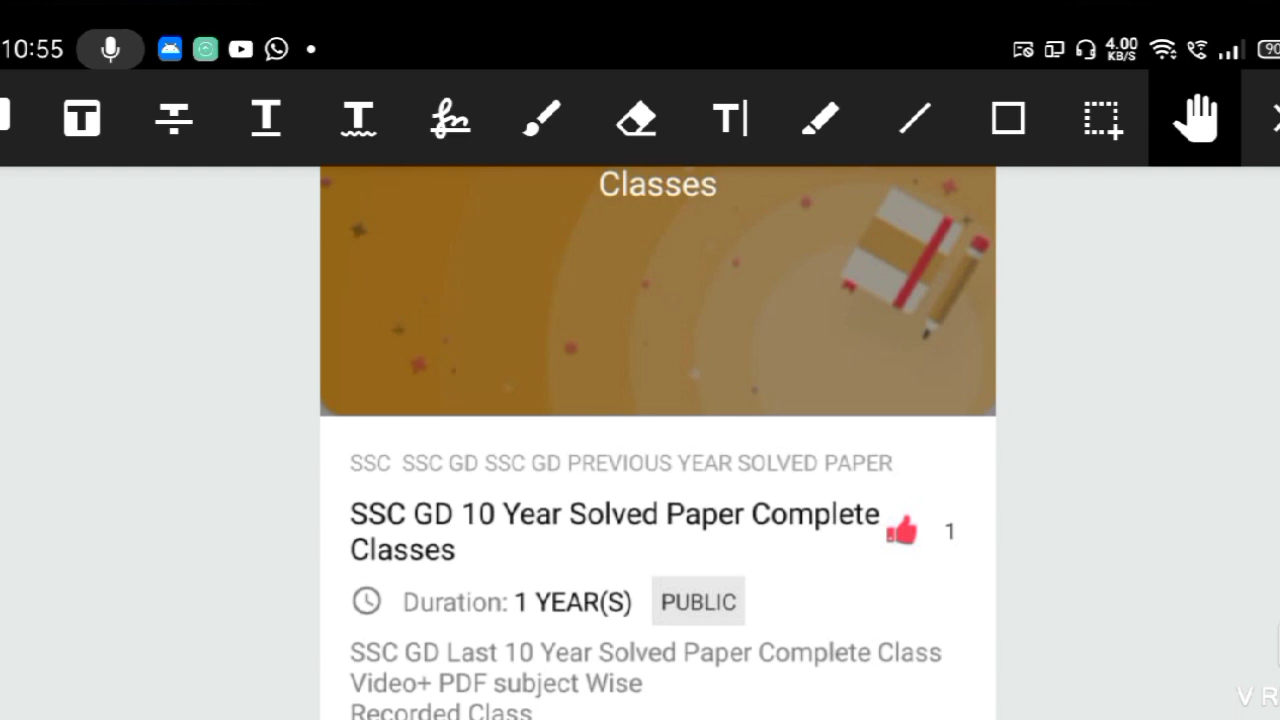 10:55
4.00
KB/S
90
T
T
T
T
T|
Classes
SSC SSC GD SSC GD PREVIOUS YEAR SOLVED PAPER
SSC GD 10 Year Solved Paper Complete
Classes
1
Duration: 1 YEAR(S) PUBLIC
SSC GD Last 10 Year Solved Paper Complete Class
Video+ PDF subject Wise
Recorded Class
V R